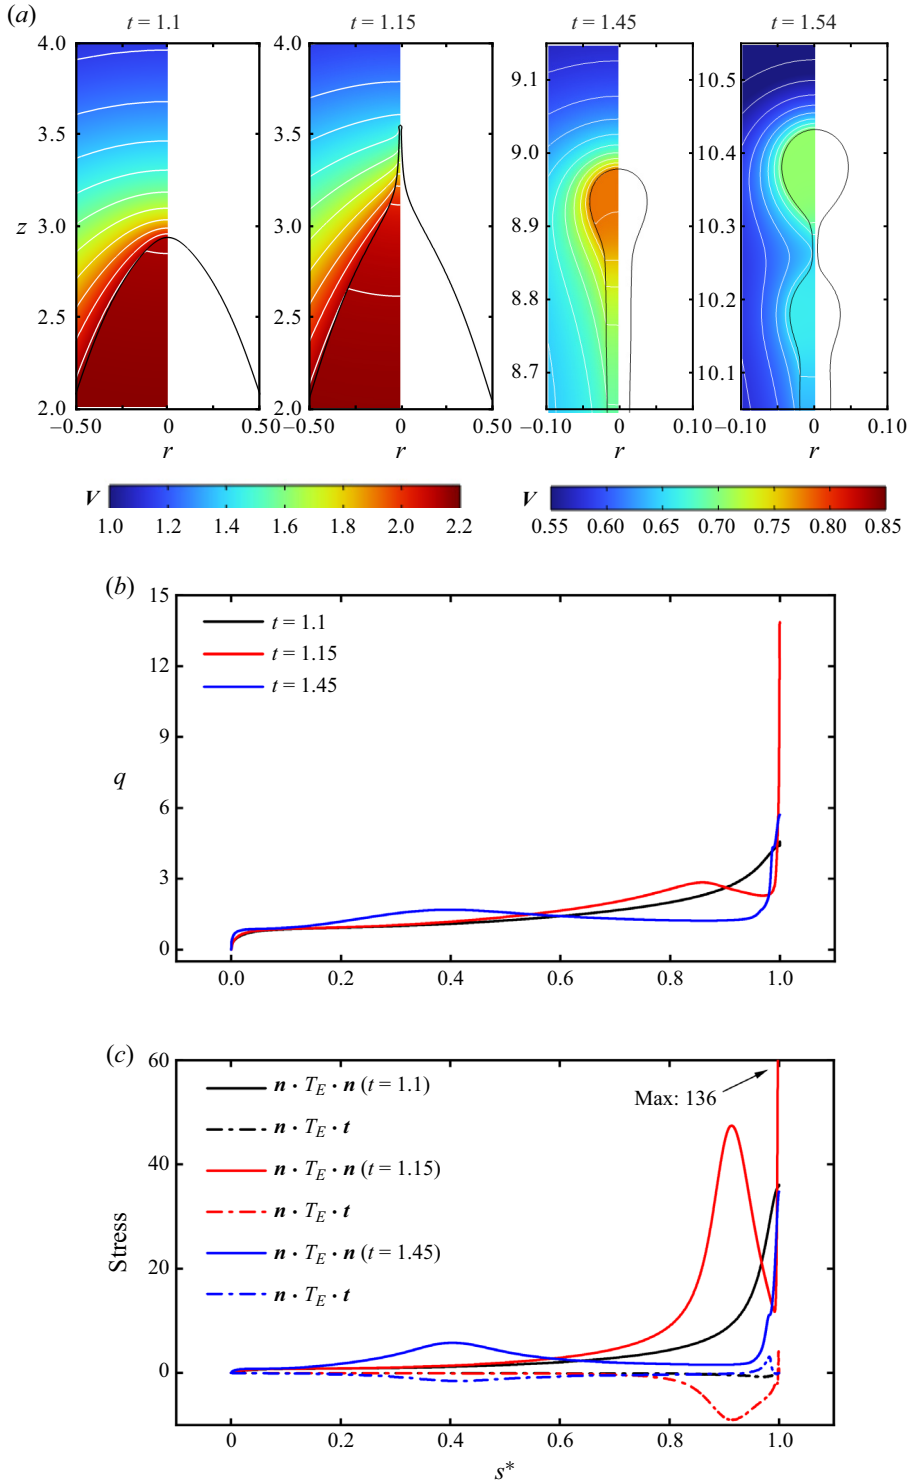 (a)
t = 1.1
t = 1.15
t = 1.45
t = 1.54
4.0
3.5
3.0
2.5
2.0
z
−0.50
0
0.50
r
4.0
3.5
3.0
2.5
2.0
−0.50
0
0.50
r
9.1
9.0
8.9
8.8
8.7
−0.10
0
0.10
r
10.5
10.4
10.3
10.2
10.1
−0.10
0
0.10
r
V
1.0 1.2 1.4 1.6 1.8 2.0 2.2
V
0.55 0.60 0.65 0.70 0.75 0.80 0.85
(b)
15
12
9
6
3
0
q
t = 1.1
t = 1.15
t = 1.45
0.0 0.2 0.4 0.6 0.8 1.0
(c)
60
40
20
0
Stress
n · T_E · n (t = 1.1)
n · T_E · t
n · T_E · n (t = 1.15)
n · T_E · t
n · T_E · n (t = 1.45)
n · T_E · t
Max: 136
0 0.2 0.4 0.6 0.8 1.0
s*